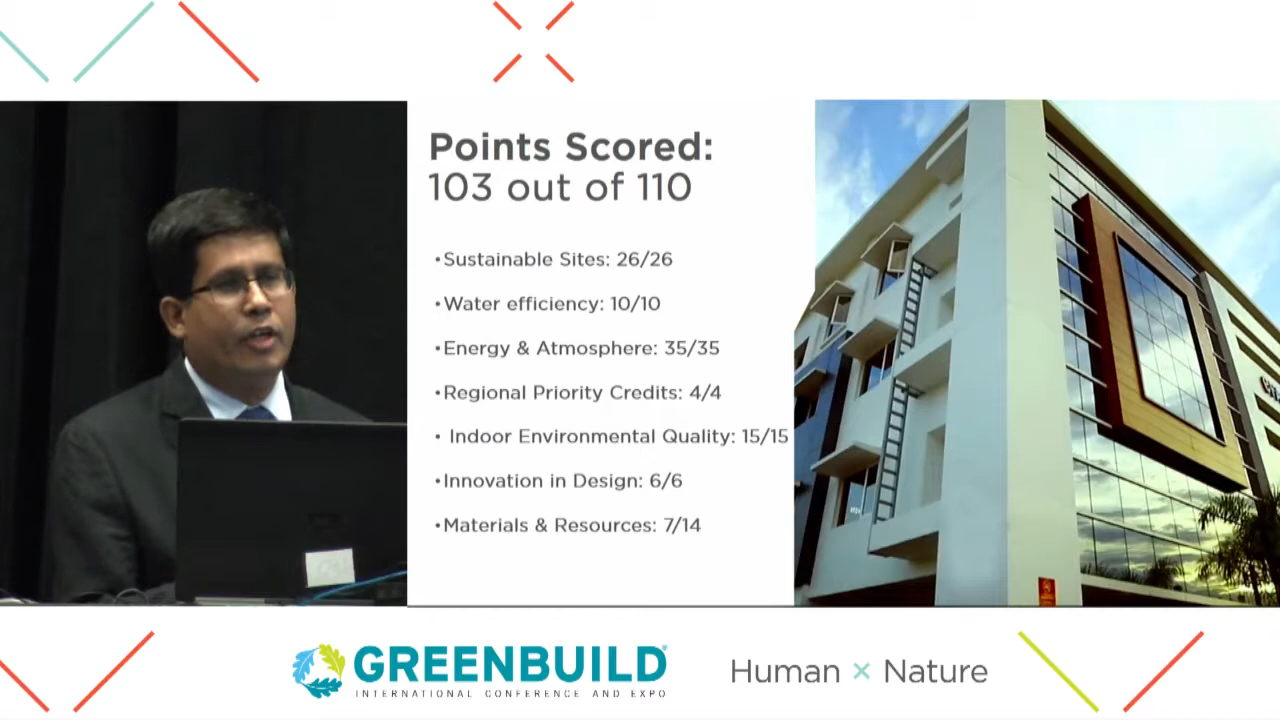 Points Scored:
103 out of 110
•Sustainable Sites: 26/26
•Water efficiency: 10/10
•Energy & Atmosphere: 35/35
•Regional Priority Credits: 4/4
• Indoor Environmental Quality: 15/15
•Innovation in Design: 6/6
•Materials & Resources: 7/14
GREENBUILD®
INTERNATIONAL CONFERENCE AND EXPO
Human × Nature